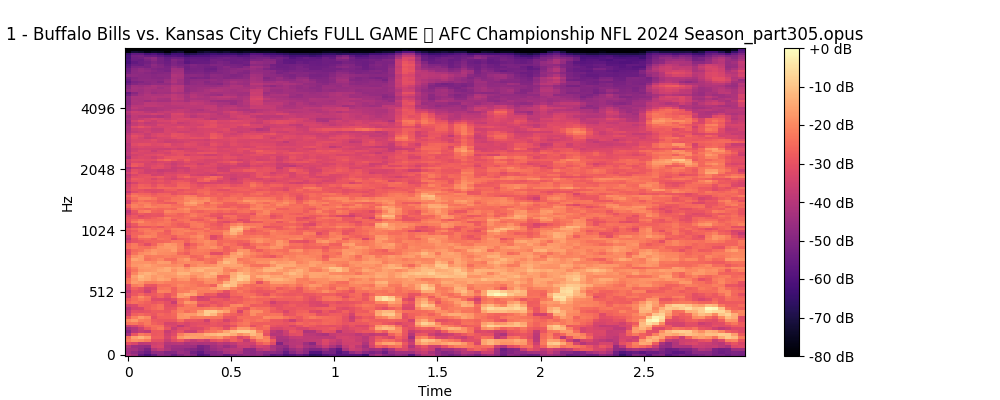 1 - Buffalo Bills vs. Kansas City Chiefs FULL GAME ▯ AFC Championship NFL 2024 Season_part305.opus
+0 dB
-10 dB
-20 dB
-30 dB
-40 dB
-50 dB
-60 dB
-70 dB
-80 dB
4096
2048
1024
512
0
Hz
0 0.5 1 1.5 2 2.5
Time